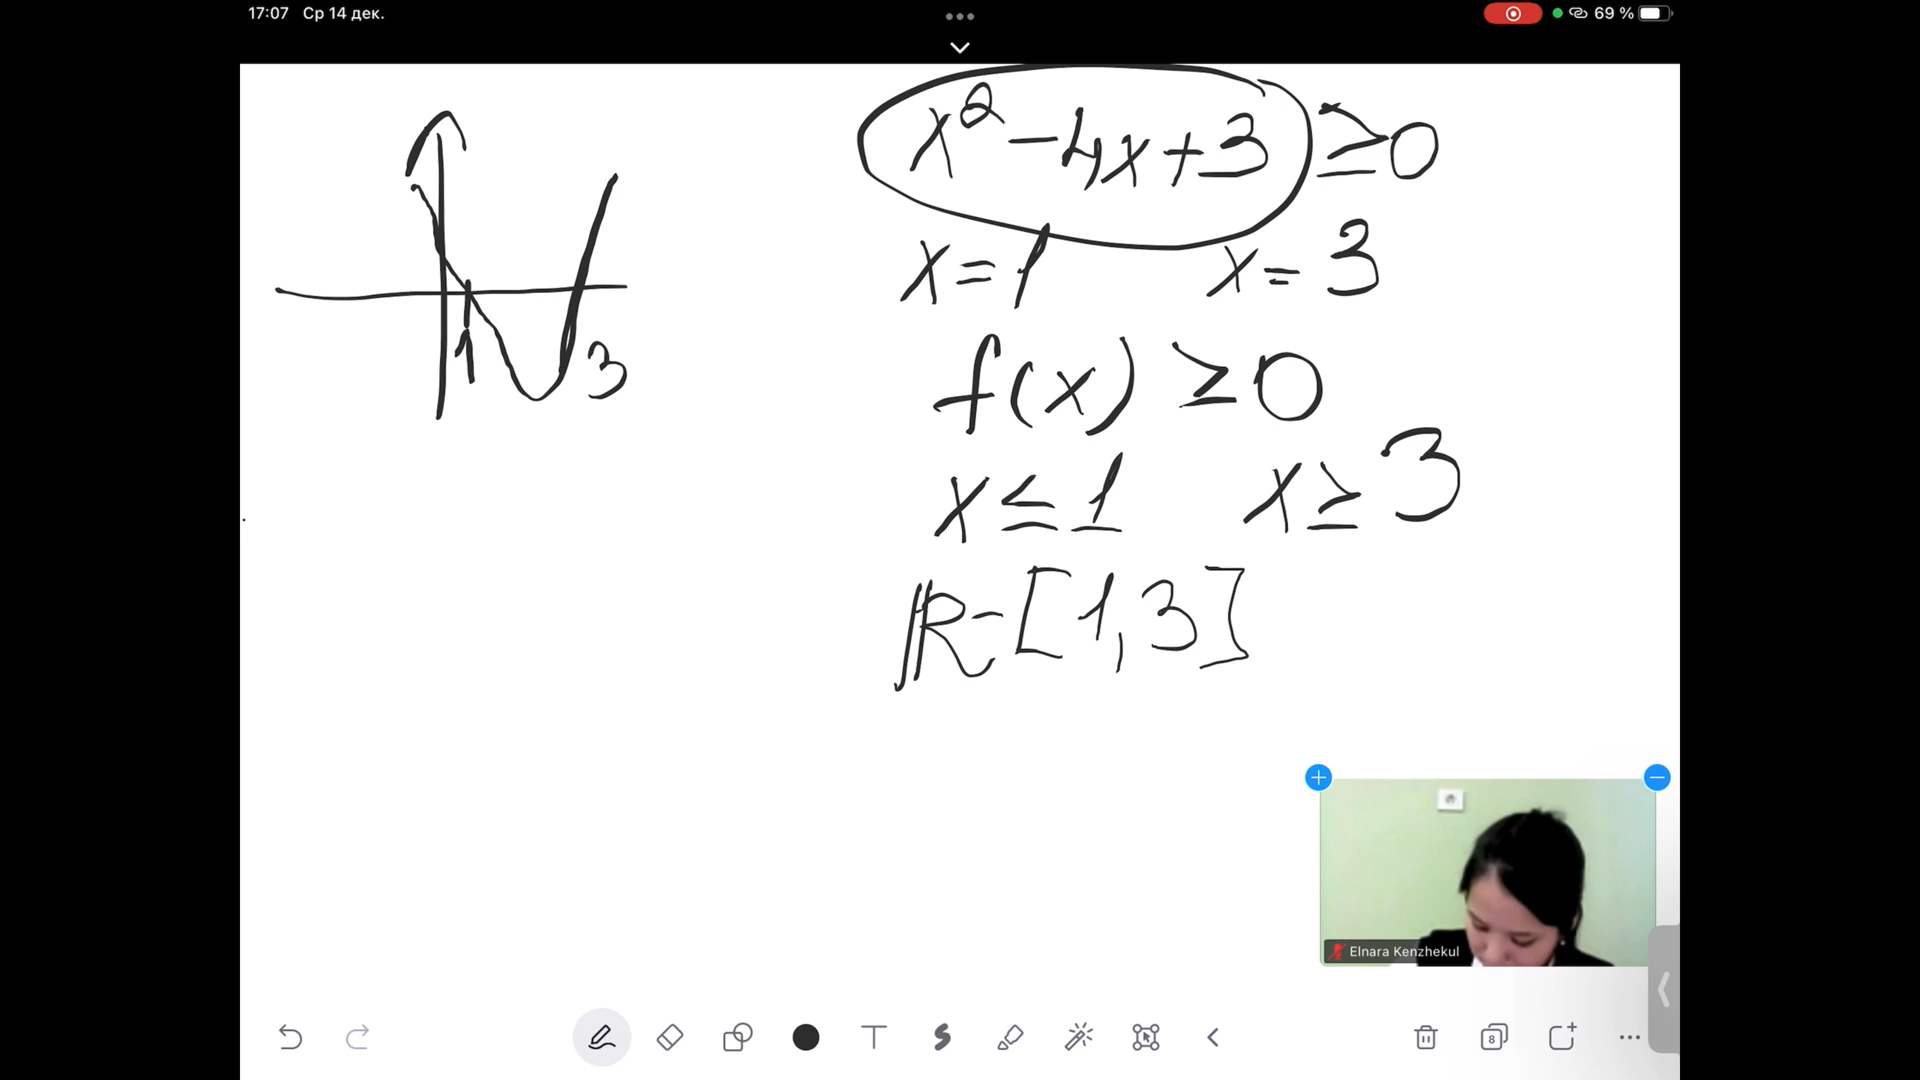 17:07 Ср 14 дек.
69 %
x² - 4x + 3 ≥ 0
x = 1 x = 3
f(x) ≥ 0
x ≤ 1 x ≥ 3
ℝ - [1, 3]
1 3
Elnara Kenzhekul
T
8